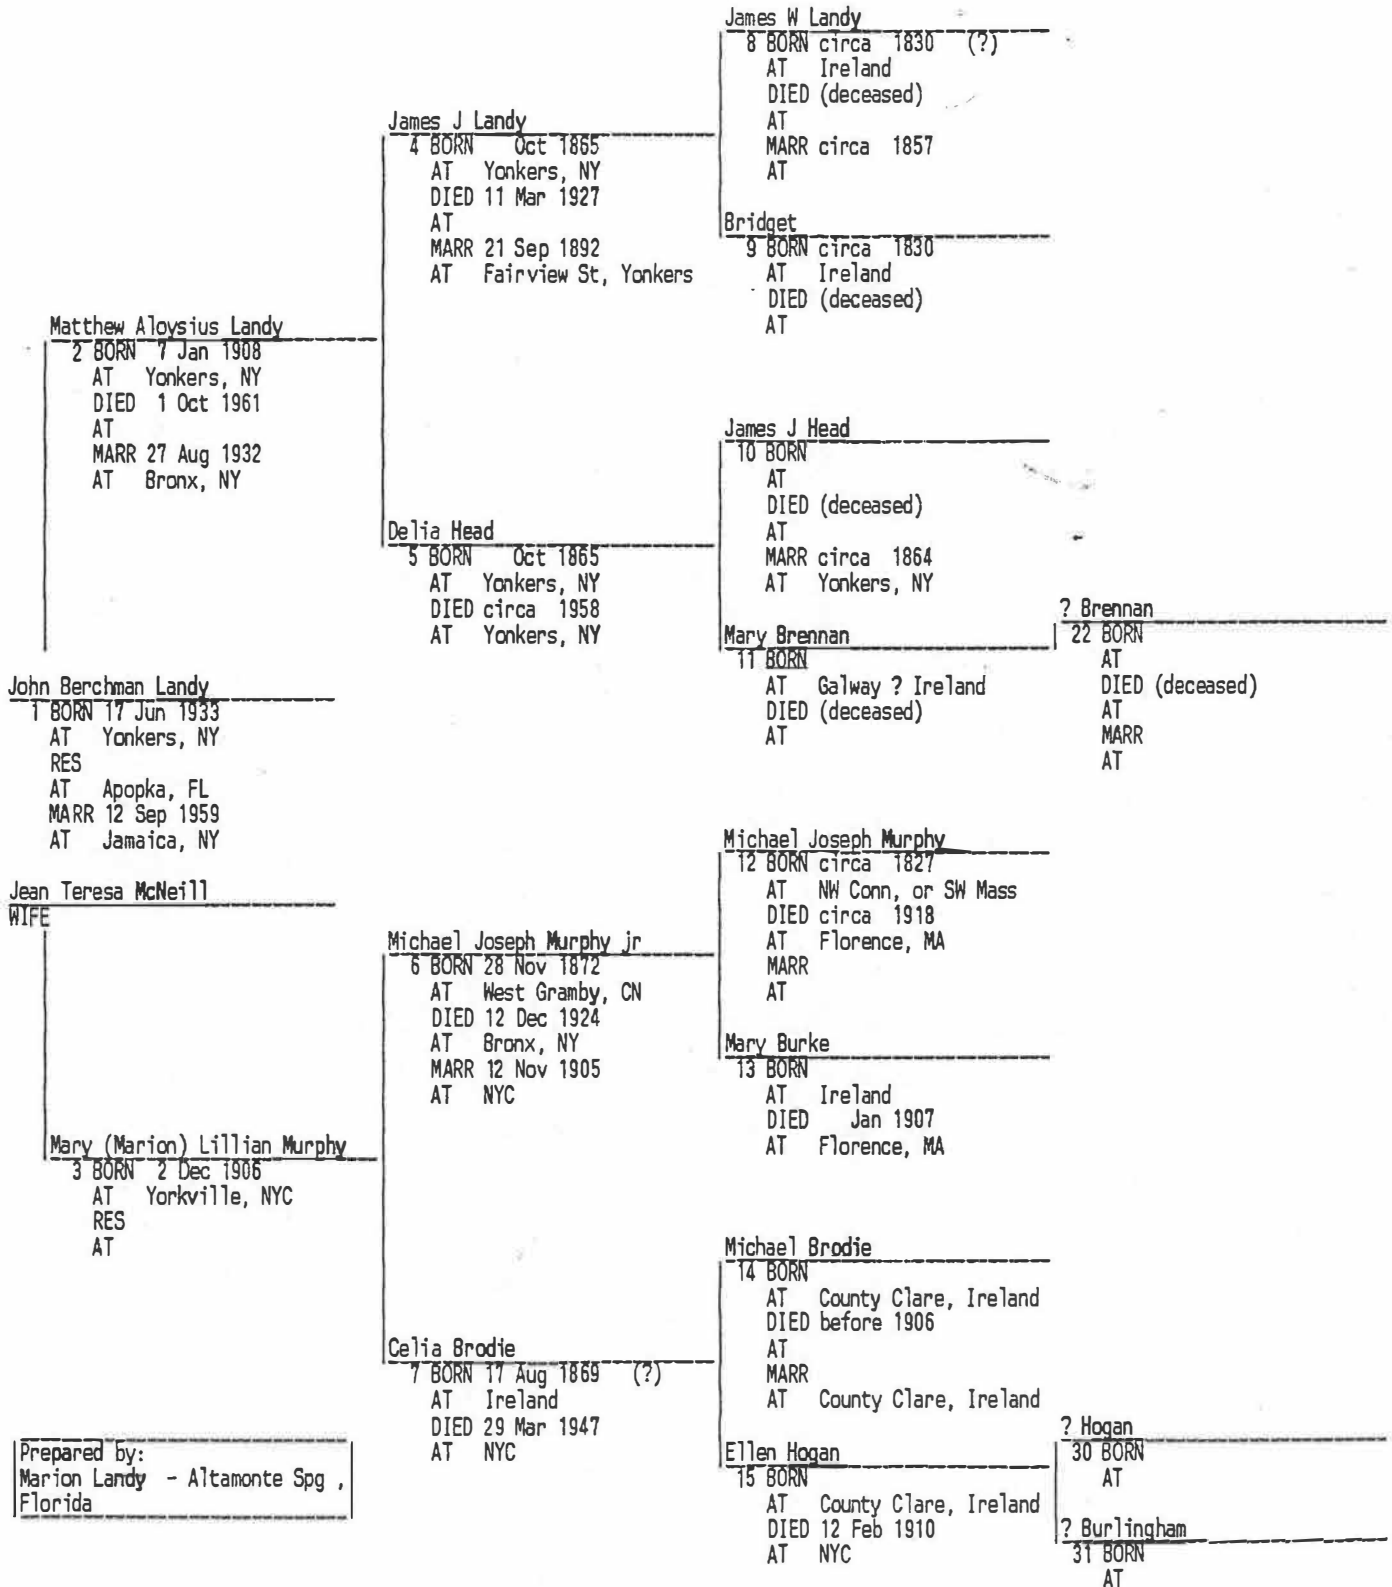 James W Landy
8 BORN circa 1830 (?)
AT Ireland
DIED (deceased)
AT
MARR circa 1857
AT
James J Landy
4 BORN Oct 1865
AT Yonkers, NY
DIED 11 Mar 1927
AT
MARR 21 Sep 1892
AT Fairview St, Yonkers
Bridget
9 BORN circa 1830
AT Ireland
DIED (deceased)
AT
Matthew Aloysius Landy
2 BORN 7 Jan 1908
AT Yonkers, NY
DIED 1 Oct 1961
AT
MARR 27 Aug 1932
AT Bronx, NY
James J Head
10 BORN
AT
DIED (deceased)
AT
MARR circa 1864
AT Yonkers, NY
Delia Head
5 BORN Oct 1865
AT Yonkers, NY
DIED circa 1958
AT Yonkers, NY
Mary Brennan
11 BORN
AT Galway ? Ireland
DIED (deceased)
AT
? Brennan
22 BORN
AT
DIED (deceased)
AT
MARR
AT
John Berchman Landy
1 BORN 17 Jun 1933
AT Yonkers, NY
RES
AT Apopka, FL
MARR 12 Sep 1959
AT Jamaica, NY
Jean Teresa McNeill
WIFE
Michael Joseph Murphy
12 BORN circa 1827
AT NW Conn, or SW Mass
DIED circa 1918
AT Florence, MA
MARR
AT
Michael Joseph Murphy jr
6 BORN 28 Nov 1872
AT West Gramby, CN
DIED 12 Dec 1924
AT Bronx, NY
MARR 12 Nov 1905
AT NYC
Mary Burke
13 BORN
AT Ireland
DIED Jan 1907
AT Florence, MA
Mary (Marion) Lillian Murphy
3 BORN 2 Dec 1906
AT Yorkville, NYC
RES
AT
Michael Brodie
14 BORN
AT County Clare, Ireland
DIED before 1906
AT
MARR
AT County Clare, Ireland
Celia Brodie
7 BORN 17 Aug 1869 (?)
AT Ireland
DIED 29 Mar 1947
AT NYC
Ellen Hogan
15 BORN
AT County Clare, Ireland
DIED 12 Feb 1910
AT NYC
? Hogan
30 BORN
AT
? Burlingham
31 BORN
AT
Prepared by:
Marion Landy - Altamonte Spg ,
Florida